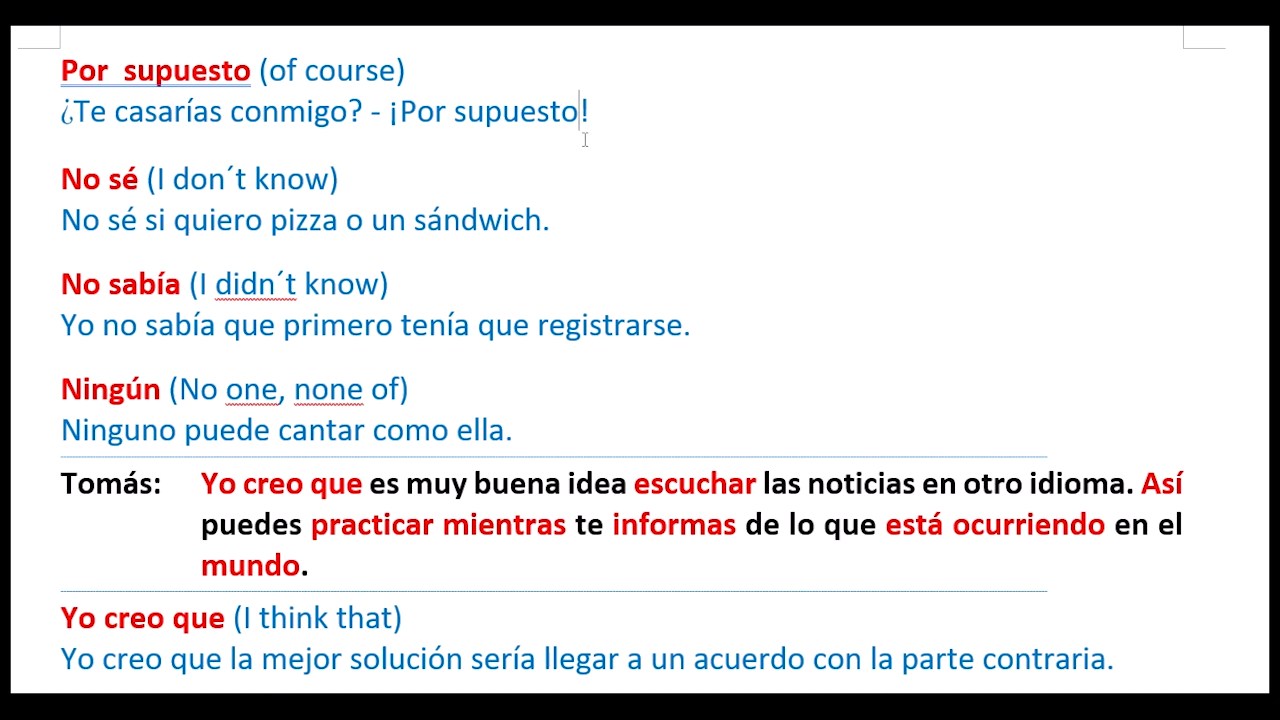 Por  supuesto (of course)
¿Te casarías conmigo? - ¡Por supuesto!
No sé (I don´t know)
No sé si quiero pizza o un sándwich.
No sabía (I didn´t know)
Yo no sabía que primero tenía que registrarse.
Ningún (No one, none of)
Ninguno puede cantar como ella.
Tomás: Yo creo que es muy buena idea escuchar las noticias en otro idioma. Así
puedes practicar mientras te informas de lo que está ocurriendo en el
mundo.
Yo creo que (I think that)
Yo creo que la mejor solución sería llegar a un acuerdo con la parte contraria.